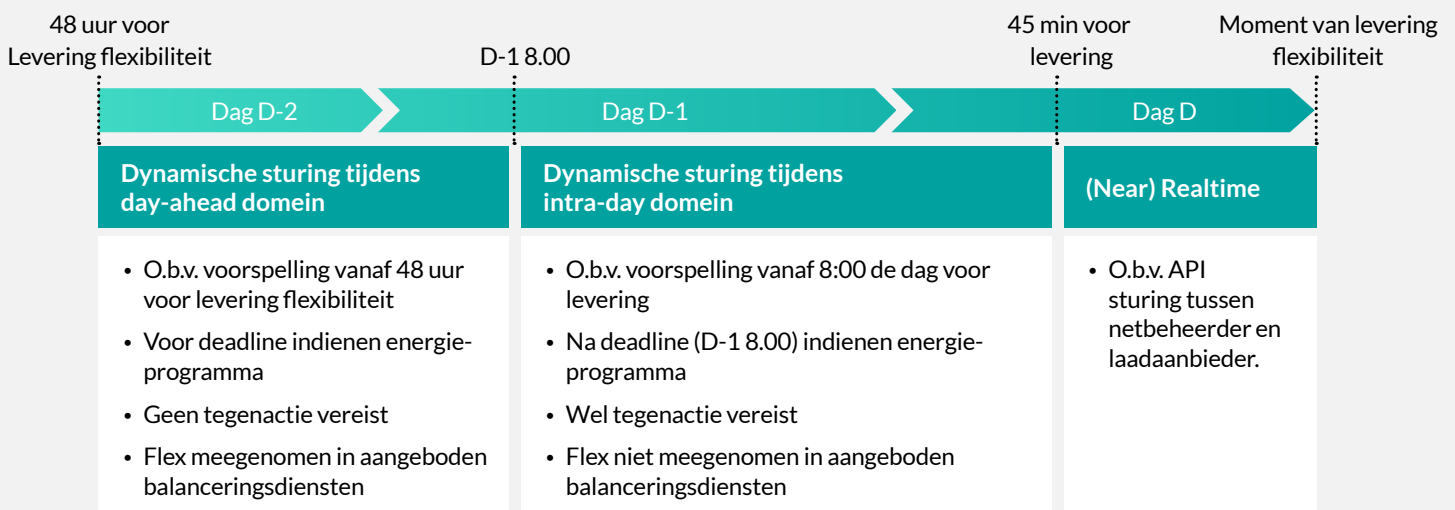 48 uur voor
Levering flexibiliteit
D-1 8.00
45 min voor
levering
Moment van levering
flexibiliteit
Dag D-2
Dag D-1
Dag D
Dynamische sturing tijdens
day-ahead domein
• O.b.v. voorspelling vanaf 48 uur
voor levering flexibiliteit
• Voor deadline indienen energie-
programma
• Geen tegenactie vereist
• Flex meegenomen in aangeboden
balanceringsdiensten
Dynamische sturing tijdens
intra-day domein
• O.b.v. voorspelling vanaf 8:00 de dag voor
levering
• Na deadline (D-1 8.00) indienen energie-
programma
• Wel tegenactie vereist
• Flex niet meegenomen in aangeboden
balanceringsdiensten
(Near) Realtime
• O.b.v. API
sturing tussen
netbeheerder en
laadaanbieder.